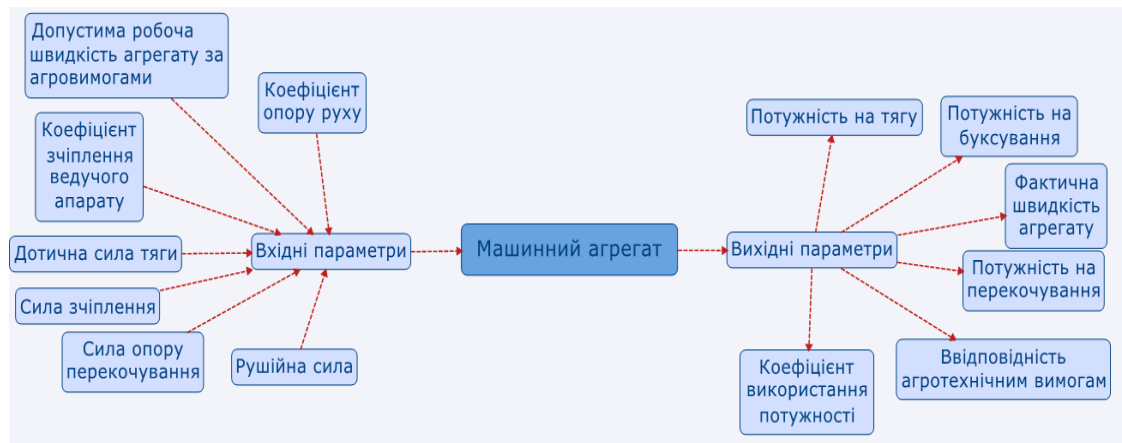 Допустима робоча
швидкість агрегату за
агровимогами
Коефіцієнт
опору руху
Коефіцієнт
зчіплення
ведучого
апарату
Дотична сила тяги
Сила зчіплення
Сила опору
перекочування
Рушійна сила
Вхідні параметри
Машинний агрегат
Вихідні параметри
Потужність на тягу
Потужність на
буксування
Фактична
швидкість
агрегату
Потужність на
перекочування
Ввідповідність
агротехнічним вимогам
Коефіцієнт
використання
потужності